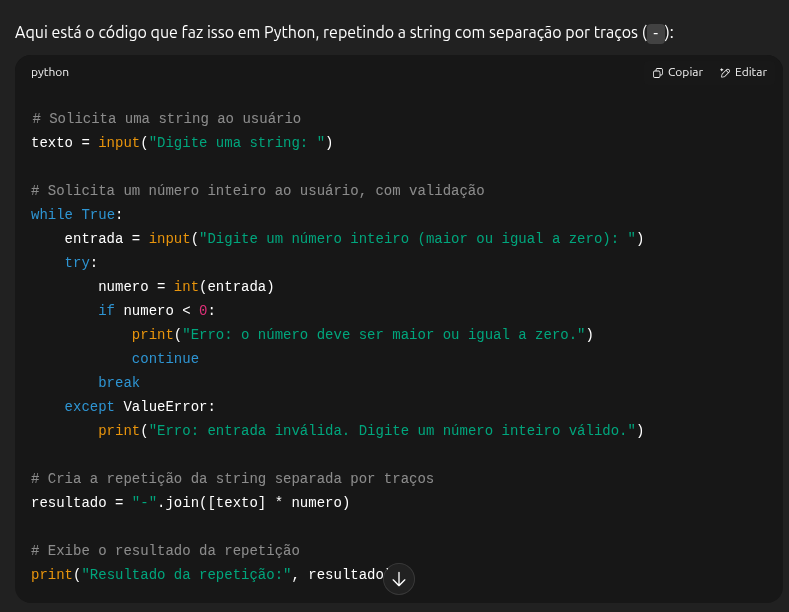 Aqui está o código que faz isso em Python, repetindo a string com separação por traços ( - ):
python
Copiar
Editar
# Solicita uma string ao usuário
texto = input("Digite uma string: ")
# Solicita um número inteiro ao usuário, com validação
while True:
    entrada = input("Digite um número inteiro (maior ou igual a zero): ")
    try:
        numero = int(entrada)
        if numero < 0:
            print("Erro: o número deve ser maior ou igual a zero.")
            continue
        break
    except ValueError:
        print("Erro: entrada inválida. Digite um número inteiro válido.")
# Cria a repetição da string separada por traços
resultado = "-".join([texto] * numero)
# Exibe o resultado da repetição
print("Resultado da repetição:", resultado